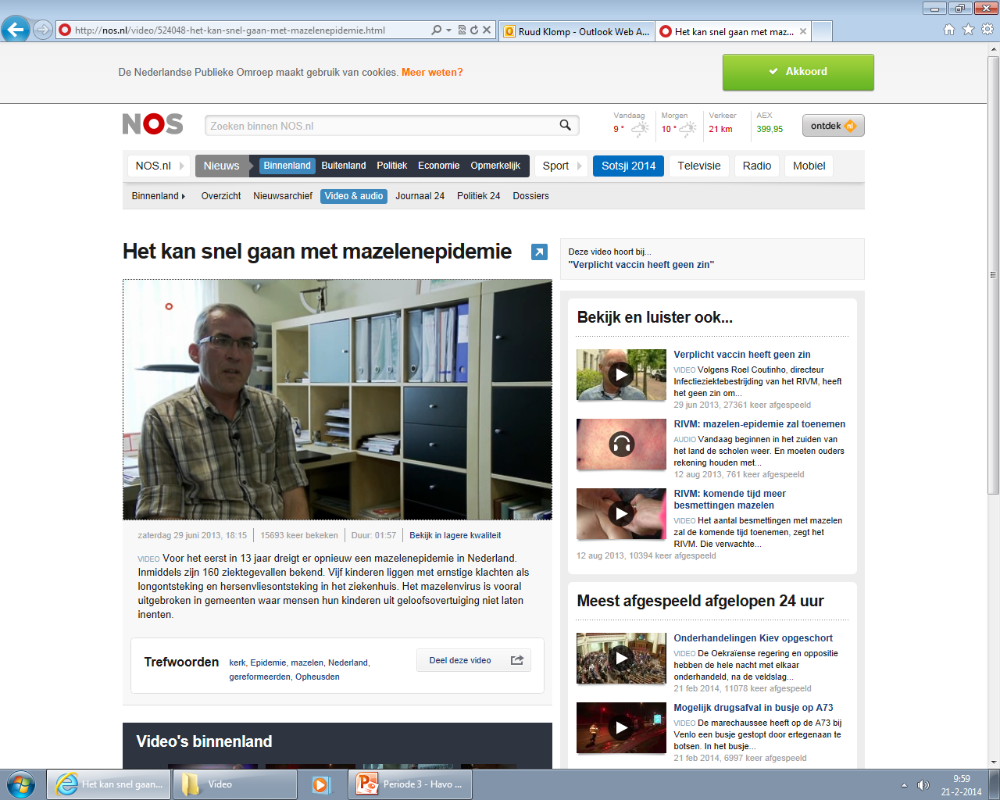 http://nos.nl/video/524048-het-kan-snel-gaan-met-mazelenepidemie.html
Ruud Klomp - Outlook Web A...
Het kan snel gaan met maz...
De Nederlandse Publieke Omroep maakt gebruik van cookies. Meer weten?
Akkoord
NOS
Zoeken binnen NOS.nl
Vandaag
9 °
Morgen
10 °
Verkeer
21 km
AEX
399,95
ontdek nl
NOS.nl
Nieuws
Binnenland
Buitenland
Politiek
Economie
Opmerkelijk
Sport
Sotsji 2014
Televisie
Radio
Mobiel
Binnenland
Overzicht
Nieuwsarchief
Video & audio
Journaal 24
Politiek 24
Dossiers
Het kan snel gaan met mazelenepidemie
zaterdag 29 juni 2013, 18:15
15693 keer bekeken
Duur: 01:57
Bekijk in lagere kwaliteit
VIDEO Voor het eerst in 13 jaar dreigt er opnieuw een mazelenepidemie in Nederland.
Inmiddels zijn 160 ziektegevallen bekend. Vijf kinderen liggen met ernstige klachten als
longontsteking en hersenvliesontsteking in het ziekenhuis. Het mazelenvirus is vooral
uitgebroken in gemeenten waar mensen hun kinderen uit geloofsovertuiging niet laten
inenten.
Trefwoorden
kerk, Epidemie, mazelen, Nederland,
gereformeerden, Opheusden
Deel deze video
Video's binnenland
Deze video hoort bij...
"Verplicht vaccin heeft geen zin"
Bekijk en luister ook...
Verplicht vaccin heeft geen zin
VIDEO Volgens Roel Coutinho, directeur
Infectieziektebestrijding van het RIVM, heeft
het geen zin om...
29 jun 2013, 27361 keer afgespeeld
RIVM: mazelen-epidemie zal toenemen
AUDIO Vandaag beginnen in het zuiden van
het land de scholen weer. En moeten ouders
rekening houden met...
12 aug 2013, 761 keer afgespeeld
RIVM: komende tijd meer
besmettingen mazelen
VIDEO Het aantal besmettingen met mazelen
zal de komende tijd toenemen, zegt het
RIVM. Die verwachte...
12 aug 2013, 10394 keer afgespeeld
Meest afgespeeld afgelopen 24 uur
Onderhandelingen Kiev opgeschort
VIDEO De Oekraïense regering en oppositie
hebben de hele nacht met elkaar
onderhandeld, na de veldslag...
21 feb 2014, 11078 keer afgespeeld
Mogelijk drugsafval in busje op A73
VIDEO De marechaussee heeft op de A73 bij
Venlo een busje gestopt door ertegenaan te
botsen. In het busje...
21 feb 2014, 6997 keer afgespeeld
Het kan snel gaan...
Video
Periode 3 - Havo ...
9:59
21-2-2014